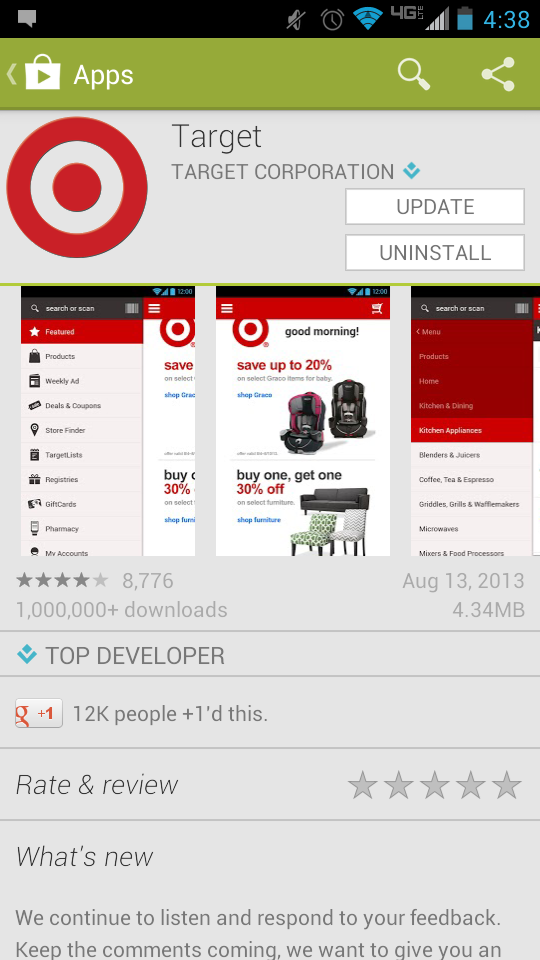 4G LTE 4:38
Apps
Target
TARGET CORPORATION
UPDATE
UNINSTALL
12:00
search or scan
Featured
Products
Weekly Ad
Deals & Coupons
Store Finder
TargetLists
Registries
GiftCards
Pharmacy
My Accounts
save
on select
shop Grac
buy o
30%
on select
shop furn
12:00
good morning!
save up to 20%
on select Graco items for baby.
shop Graco
buy one, get one
30% off
on select furniture.
shop furniture
search or scan
Menu
Products
Home
Kitchen & Dining
Kitchen Appliances
Blenders & Juicers
Coffee, Tea & Espresso
Griddles, Grills & Wafflemakers
Microwaves
Mixers & Food Processors
8,776 Aug 13, 2013
1,000,000+ downloads 4.34MB
TOP DEVELOPER
g +1 12K people +1'd this.
Rate & review
What's new
We continue to listen and respond to your feedback.
Keep the comments coming, we want to give you an